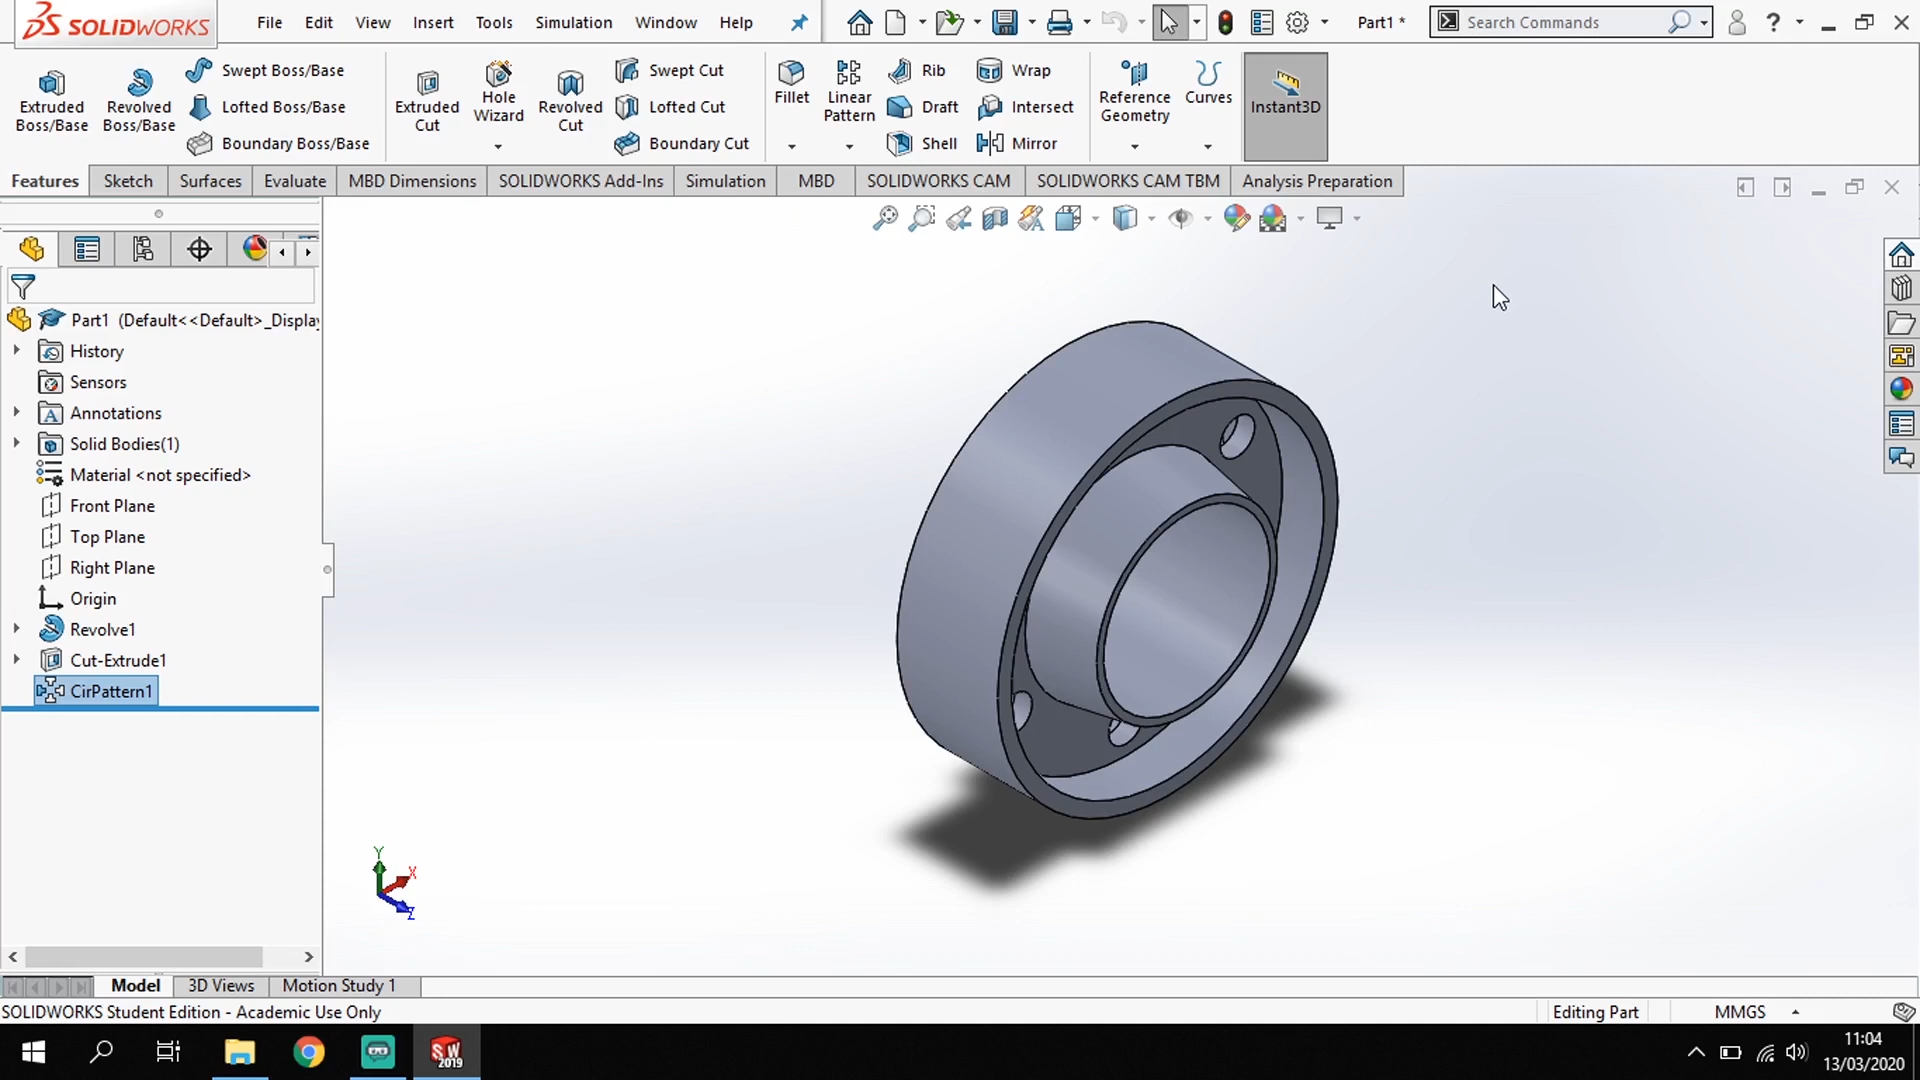 SOLIDWORKS File Edit View Insert Tools Simulation Window Help Part1 * Search Commands ?
Extruded Boss/Base
Revolved Boss/Base
Swept Boss/Base
Lofted Boss/Base
Boundary Boss/Base
Extruded Cut
Hole Wizard
Revolved Cut
Swept Cut
Lofted Cut
Boundary Cut
Fillet
Linear Pattern
Rib
Draft
Shell
Wrap
Intersect
Mirror
Reference Geometry
Curves
Instant3D
Features Sketch Surfaces Evaluate MBD Dimensions SOLIDWORKS Add-Ins Simulation MBD SOLIDWORKS CAM SOLIDWORKS CAM TBM Analysis Preparation
Part1 (Default<<Default>_Display
History
Sensors
A Annotations
Solid Bodies(1)
Material <not specified>
Front Plane
Top Plane
Right Plane
Origin
Revolve1
Cut-Extrude1
CirPattern1
Y
X
Z
Model 3D Views Motion Study 1
SOLIDWORKS Student Edition - Academic Use Only Editing Part MMGS
SW 2019
11:04
13/03/2020